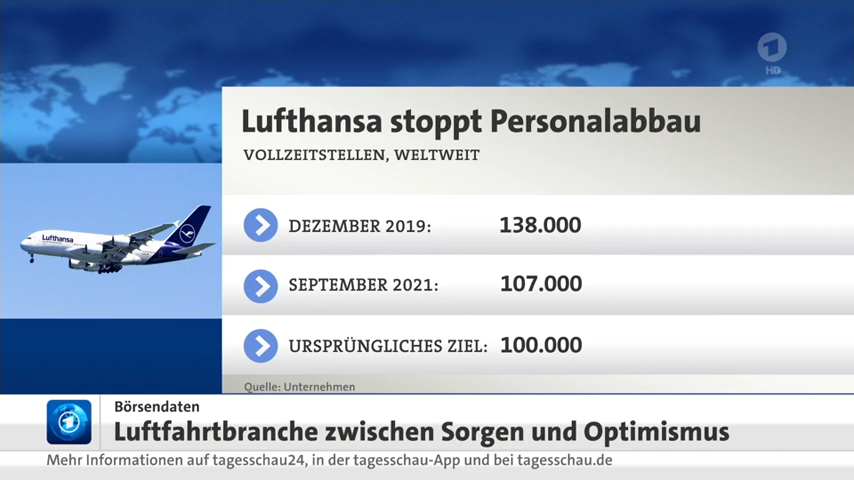 HD
Lufthansa stoppt Personalabbau
VOLLZEITSTELLEN, WELTWEIT
Lufthansa
DEZEMBER 2019: 138.000
SEPTEMBER 2021: 107.000
URSPRÜNGLICHES ZIEL: 100.000
Quelle: Unternehmen
Börsendaten
Luftfahrtbranche zwischen Sorgen und Optimismus
Mehr Informationen auf tagesschau24, in der tagesschau-App und bei tagesschau.de